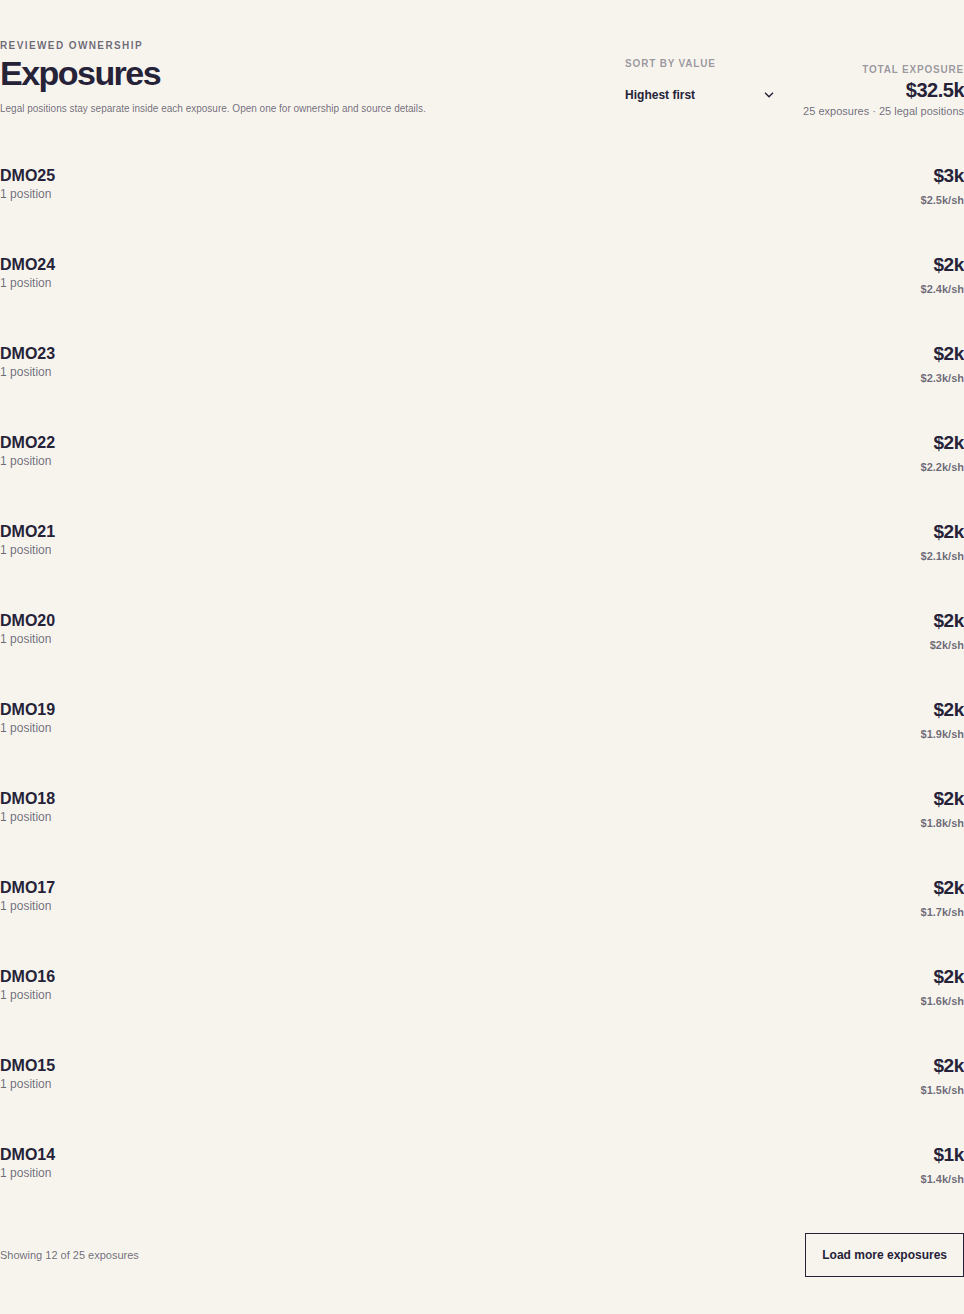 REVIEWED OWNERSHIP
Exposures
Legal positions stay separate inside each exposure. Open one for ownership and source details.
SORT BY VALUE
Highest first
TOTAL EXPOSURE
$32.5k
25 exposures · 25 legal positions
DMO25
1 position
$3k
$2.5k/sh
DMO24
1 position
$2k
$2.4k/sh
DMO23
1 position
$2k
$2.3k/sh
DMO22
1 position
$2k
$2.2k/sh
DMO21
1 position
$2k
$2.1k/sh
DMO20
1 position
$2k
$2k/sh
DMO19
1 position
$2k
$1.9k/sh
DMO18
1 position
$2k
$1.8k/sh
DMO17
1 position
$2k
$1.7k/sh
DMO16
1 position
$2k
$1.6k/sh
DMO15
1 position
$2k
$1.5k/sh
DMO14
1 position
$1k
$1.4k/sh
Showing 12 of 25 exposures
Load more exposures